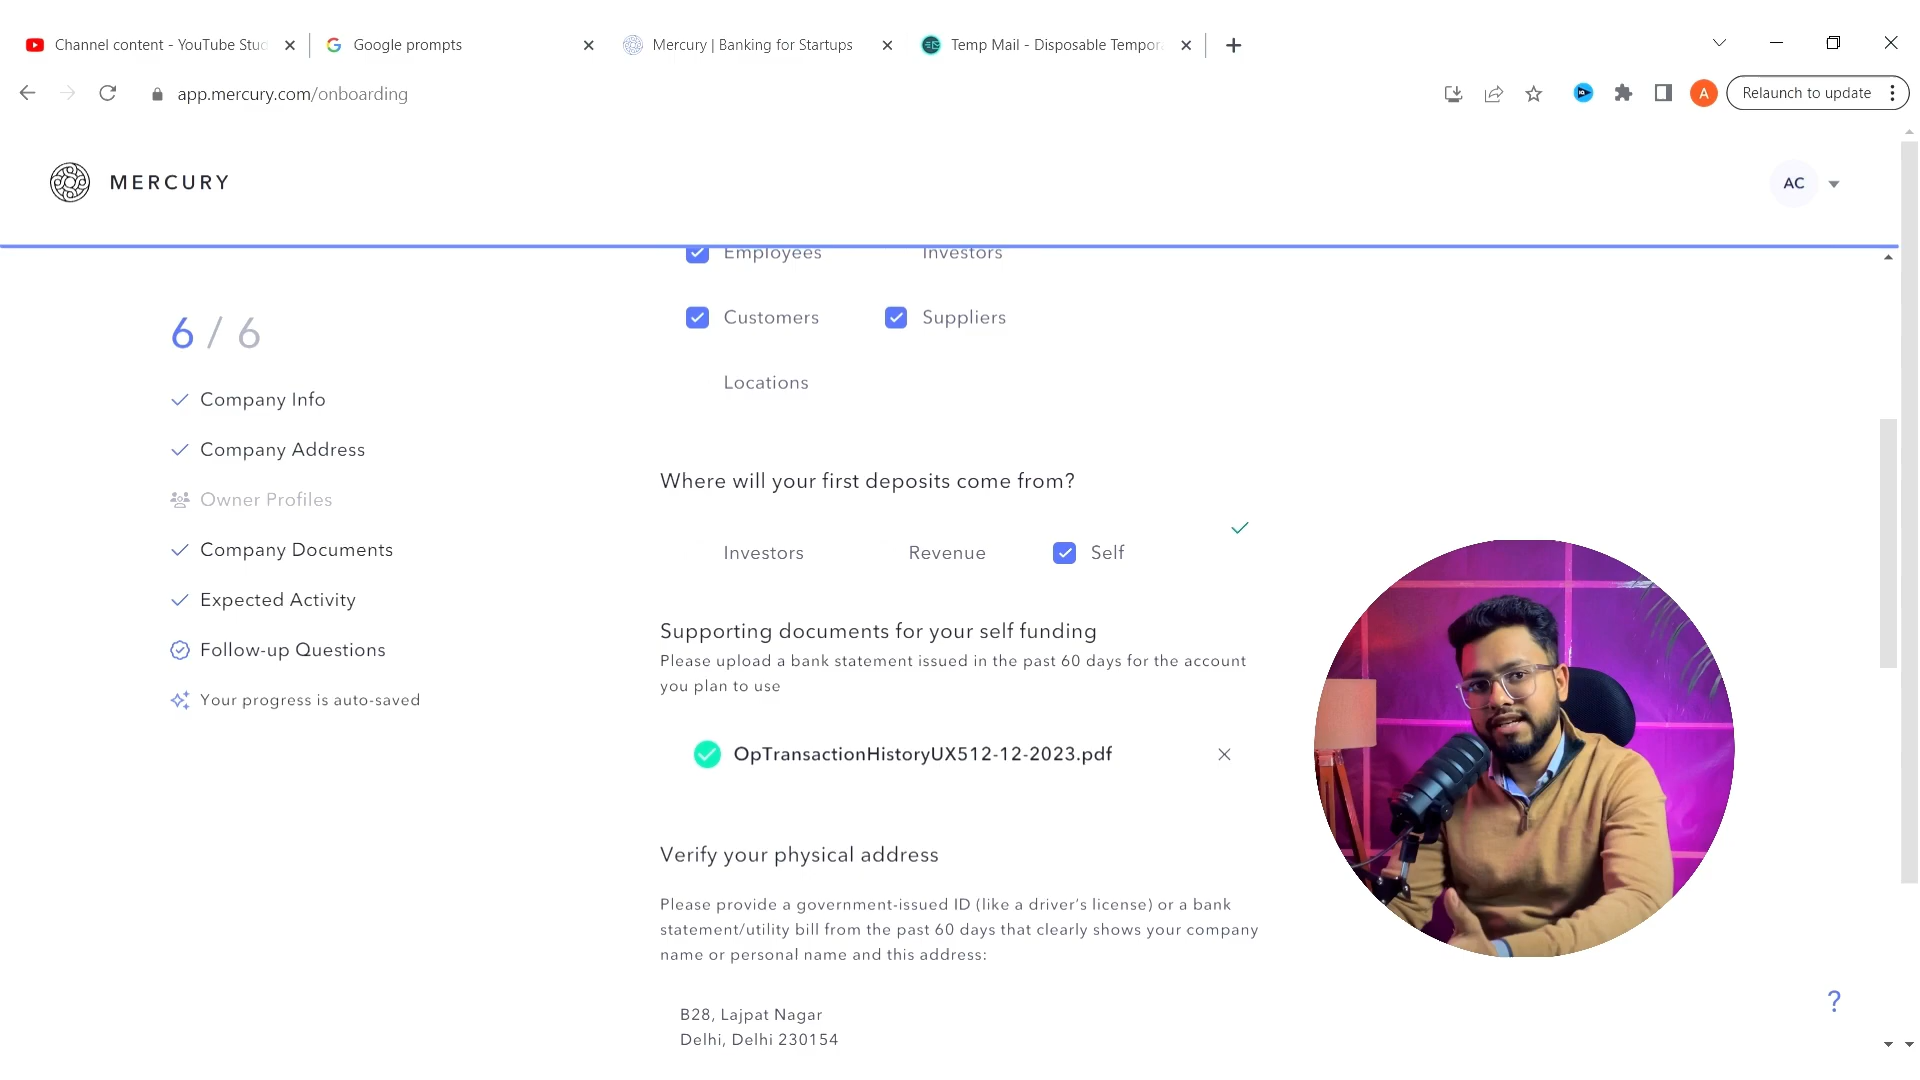 Channel content - YouTube Stud
Google prompts
Mercury | Banking for Startups
Temp Mail - Disposable Tempora
app.mercury.com/onboarding
A
Relaunch to update
MERCURY
AC
6 / 6
Company Info
Company Address
Owner Profiles
Company Documents
Expected Activity
Follow-up Questions
Your progress is auto-saved
Employees
Investors
Customers
Suppliers
Locations
Where will your first deposits come from?
Investors
Revenue
Self
Supporting documents for your self funding
Please upload a bank statement issued in the past 60 days for the account
you plan to use
OpTransactionHistoryUX512-12-2023.pdf
Verify your physical address
Please provide a government-issued ID (like a driver’s license) or a bank
statement/utility bill from the past 60 days that clearly shows your company
name or personal name and this address:
B28, Lajpat Nagar
Delhi, Delhi 230154
?